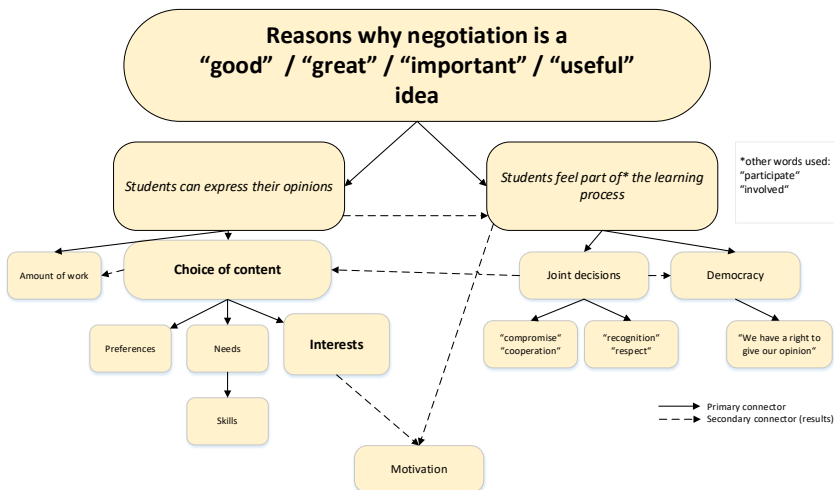 Reasons why negotiation is a
“good” / “great” / “important” / “useful”
idea
Students can express their opinions
Students feel part of* the learning
process
*other words used:
“participate”
“involved”
Amount of work
Choice of content
Joint decisions
Democracy
Preferences
Needs
Interests
“compromise”
“cooperation”
“recognition”
“respect”
“We have a right to
give our opinion”
Skills
Primary connector
Secondary connector (results)
Motivation